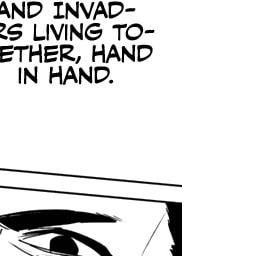 AND INVAD-
RS LIVING TO-
ETHER, HAND
IN HAND.